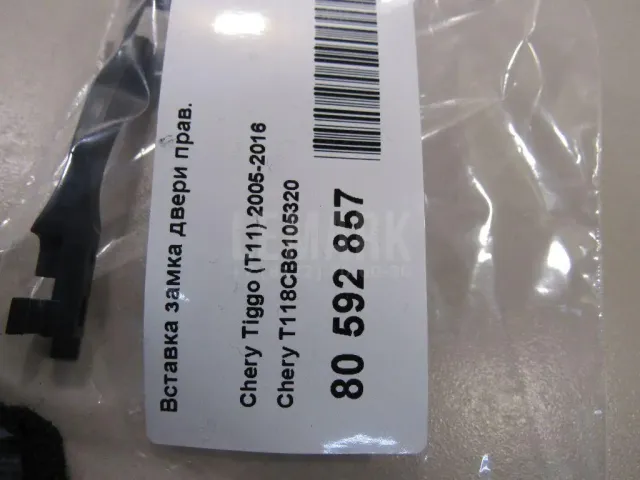 Вставка замка двери прав.
Chery Tiggo (T11) 2005-2016
Chery T118CB6105320
80 592 857